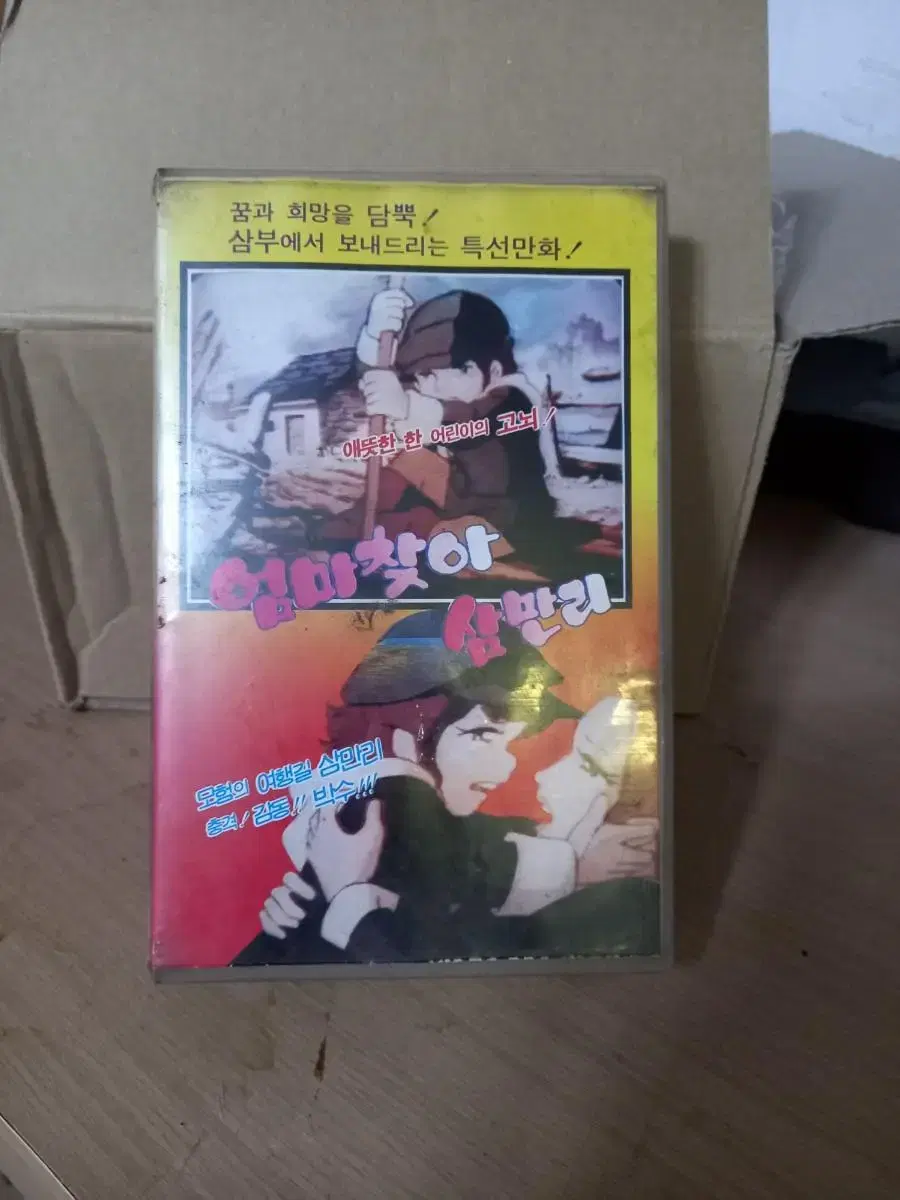 꿈과 희망을 담뿍!
삼부에서 보내드리는 특선만화!
애뜻한 한 어린이의 고뇌!
엄마찾아
삼만리
모험의 여행길 삼만리
충격! 감동!! 박수!!!